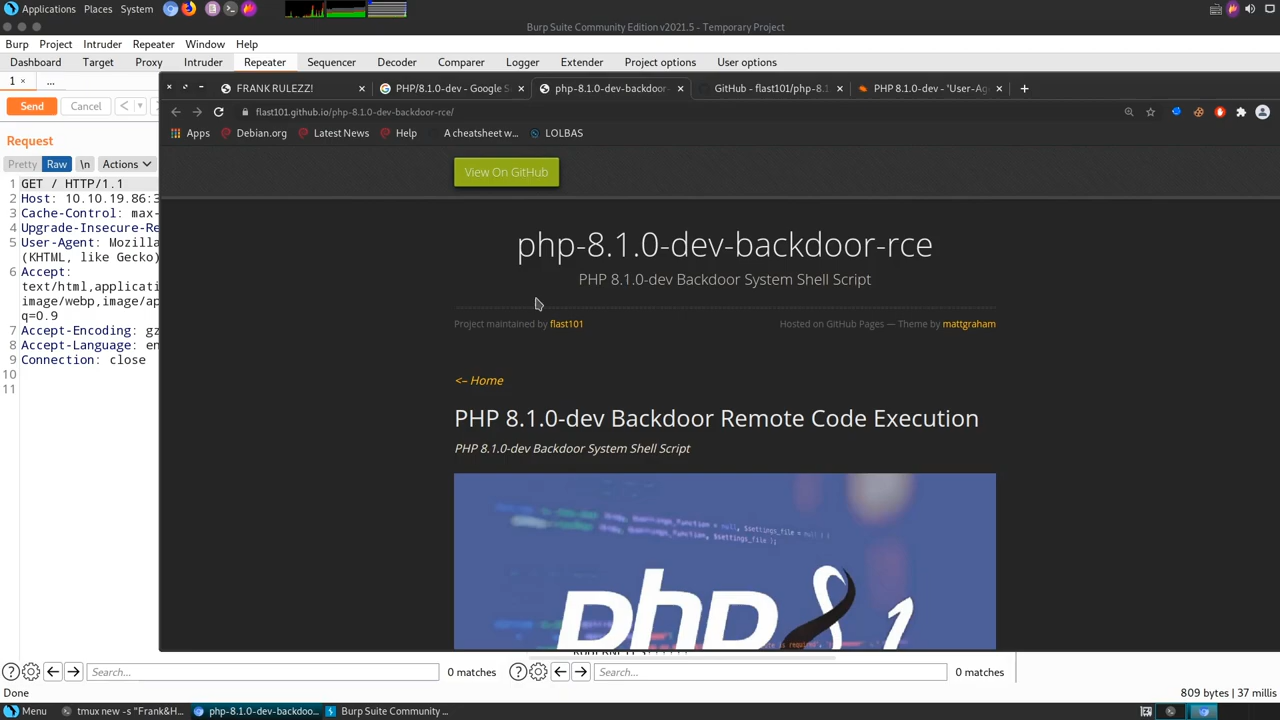 Applications Places System
Burp Suite Community Edition v2021.5 - Temporary Project
Burp Project Intruder Repeater Window Help
Dashboard Target Proxy Intruder Repeater Sequencer Decoder Comparer Logger Extender Project options User options
1 × ...
Send Cancel < >
Request
Pretty Raw \n Actions
1 GET / HTTP/1.1
2 Host: 10.10.19.86:3
3 Cache-Control: max-
4 Upgrade-Insecure-Re
5 User-Agent: Mozilla
(KHTML, like Gecko)
6 Accept:
text/html,applicati
image/webp,image/ap
q=0.9
7 Accept-Encoding: gz
8 Accept-Language: en
9 Connection: close
10
11
FRANK RULEZZ! × PHP/8.1.0-dev - Google S × php-8.1.0-dev-backdoor- × GitHub - flast101/php-8.1 × PHP 8.1.0-dev - 'User-Ag × +
flast101.github.io/php-8.1.0-dev-backdoor-rce/
Apps Debian.org Latest News Help A cheatsheet w... LOLBAS
View On GitHub
php-8.1.0-dev-backdoor-rce
PHP 8.1.0-dev Backdoor System Shell Script
Project maintained by flast101 Hosted on GitHub Pages — Theme by mattgraham
<– Home
PHP 8.1.0-dev Backdoor Remote Code Execution
PHP 8.1.0-dev Backdoor System Shell Script
php 8 1
? Search... 0 matches ? Search... 0 matches
Done 809 bytes | 37 millis
Menu tmux new -s "Frank&H... php-8.1.0-dev-backdoo... Burp Suite Community ...